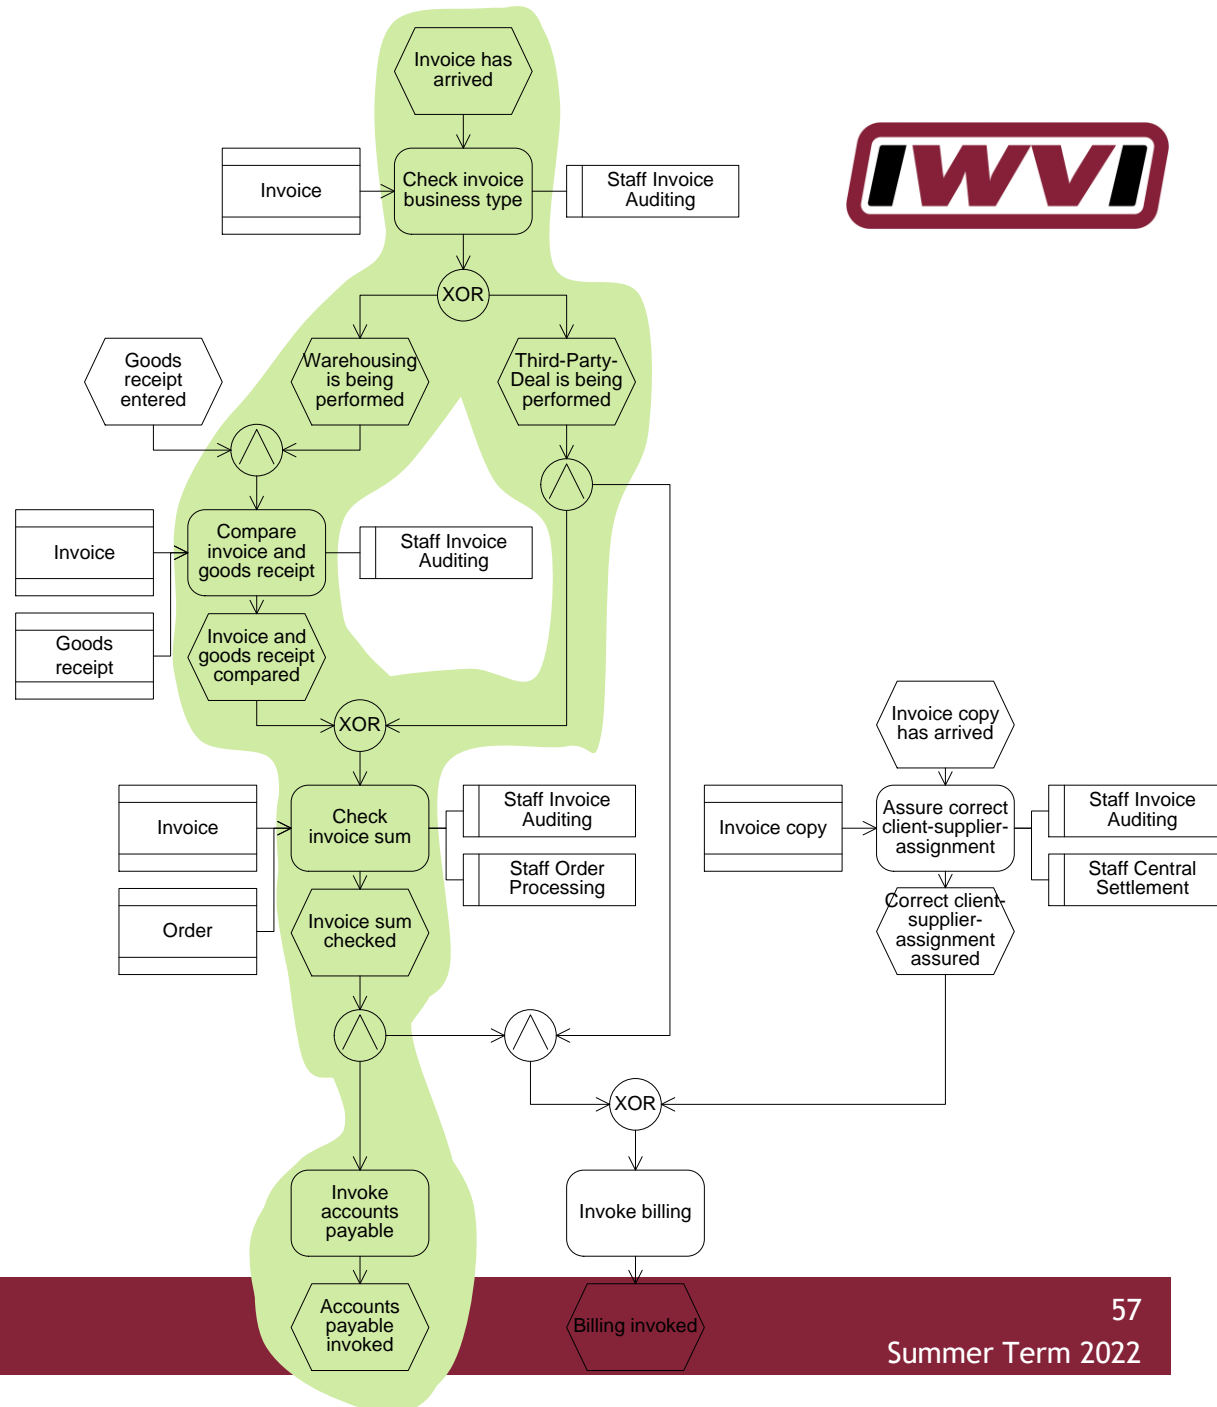 Invoice has
arrived
IWVI
Invoice
Check invoice
business type
Staff Invoice
Auditing
XOR
Goods
receipt
entered
Warehousing
is being
performed
Third-Party-
Deal is being
performed
Invoice
Compare
invoice and
goods receipt
Staff Invoice
Auditing
Goods
receipt
Invoice and
goods receipt
compared
XOR
Invoice copy
has arrived
Invoice
Check
invoice sum
Staff Invoice
Auditing
Staff Order
Processing
Order
Invoice sum
checked
Invoice copy
Assure correct
client-supplier-
assignment
Staff Invoice
Auditing
Staff Central
Settlement
Correct client-
supplier-
assignment
assured
XOR
Invoke
accounts
payable
Invoke billing
Accounts
payable
invoked
Billing invoked
57
Summer Term 2022